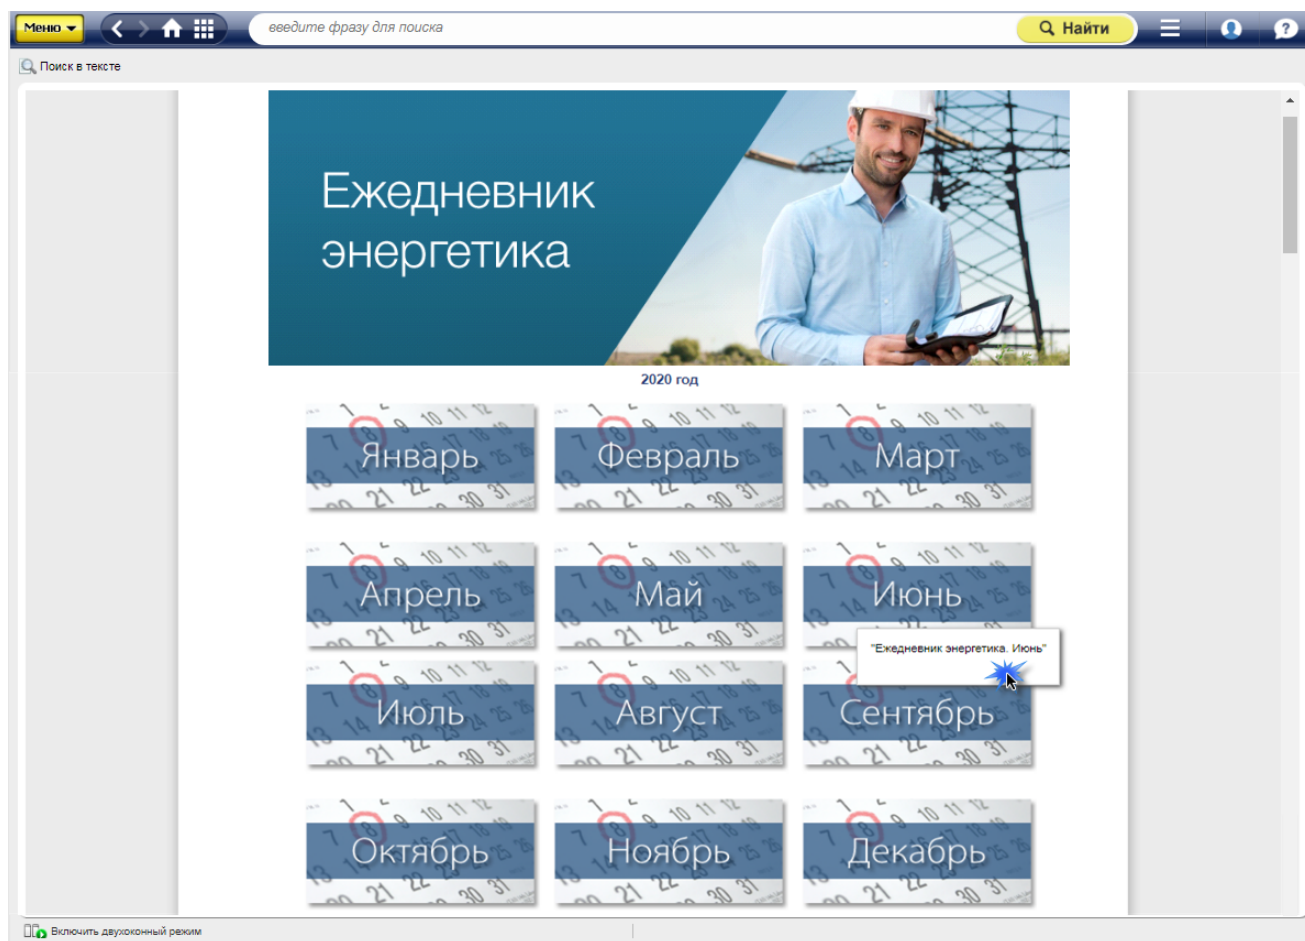 Меню
введите фразу для поиска
Найти
?
Поиск в тексте
Ежедневник
энергетика
2020 год
Январь
Февраль
Март
Апрель
Май
Июнь
"Ежедневник энергетика. Июнь"
Июль
Август
Сентябрь
Октябрь
Ноябрь
Декабрь
Включить двухоконный режим